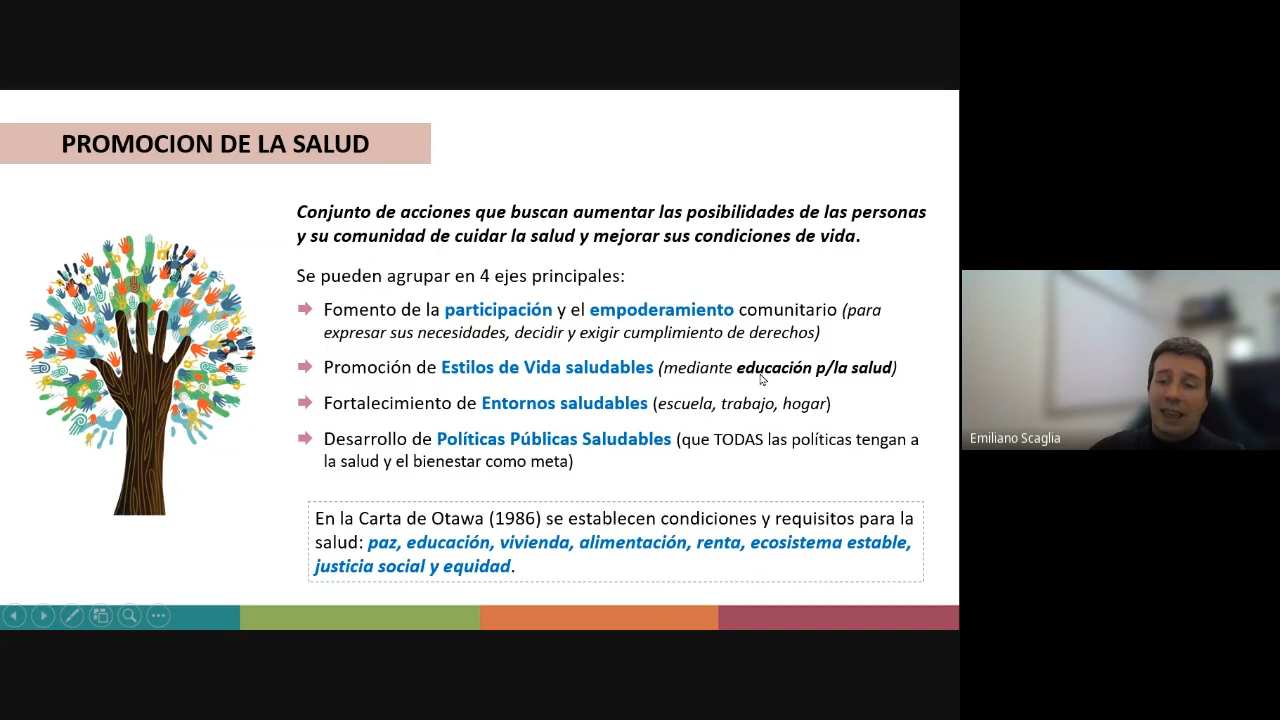 PROMOCION DE LA SALUD
Conjunto de acciones que buscan aumentar las posibilidades de las personas
y su comunidad de cuidar la salud y mejorar sus condiciones de vida.
Se pueden agrupar en 4 ejes principales:
Fomento de la participación y el empoderamiento comunitario (para
expresar sus necesidades, decidir y exigir cumplimiento de derechos)
Promoción de Estilos de Vida saludables (mediante educación p/la salud)
Fortalecimiento de Entornos saludables (escuela, trabajo, hogar)
Desarrollo de Políticas Públicas Saludables (que TODAS las políticas tengan a
la salud y el bienestar como meta)
En la Carta de Otawa (1986) se establecen condiciones y requisitos para la
salud: paz, educación, vivienda, alimentación, renta, ecosistema estable,
justicia social y equidad.
Emiliano Scaglia